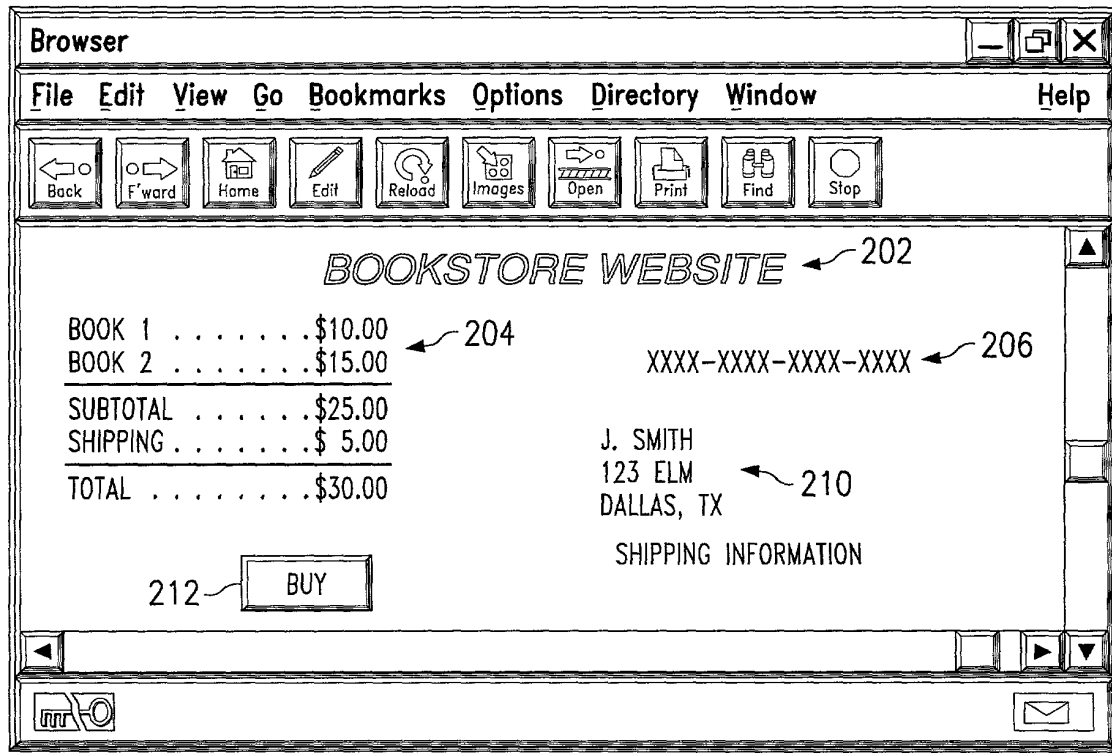 Browser
File Edit View Go Bookmarks Options Directory Window Help
Back F'ward Home Edit Reload Images Open Print Find Stop
BOOKSTORE WEBSITE 202
BOOK 1 . . . . . . . $10.00
BOOK 2 . . . . . . . $15.00
204
XXXX-XXXX-XXXX-XXXX 206
SUBTOTAL . . . . . . $25.00
SHIPPING . . . . . . $ 5.00
TOTAL . . . . . . . . $30.00
J. SMITH
123 ELM
DALLAS, TX
210
SHIPPING INFORMATION
212 BUY